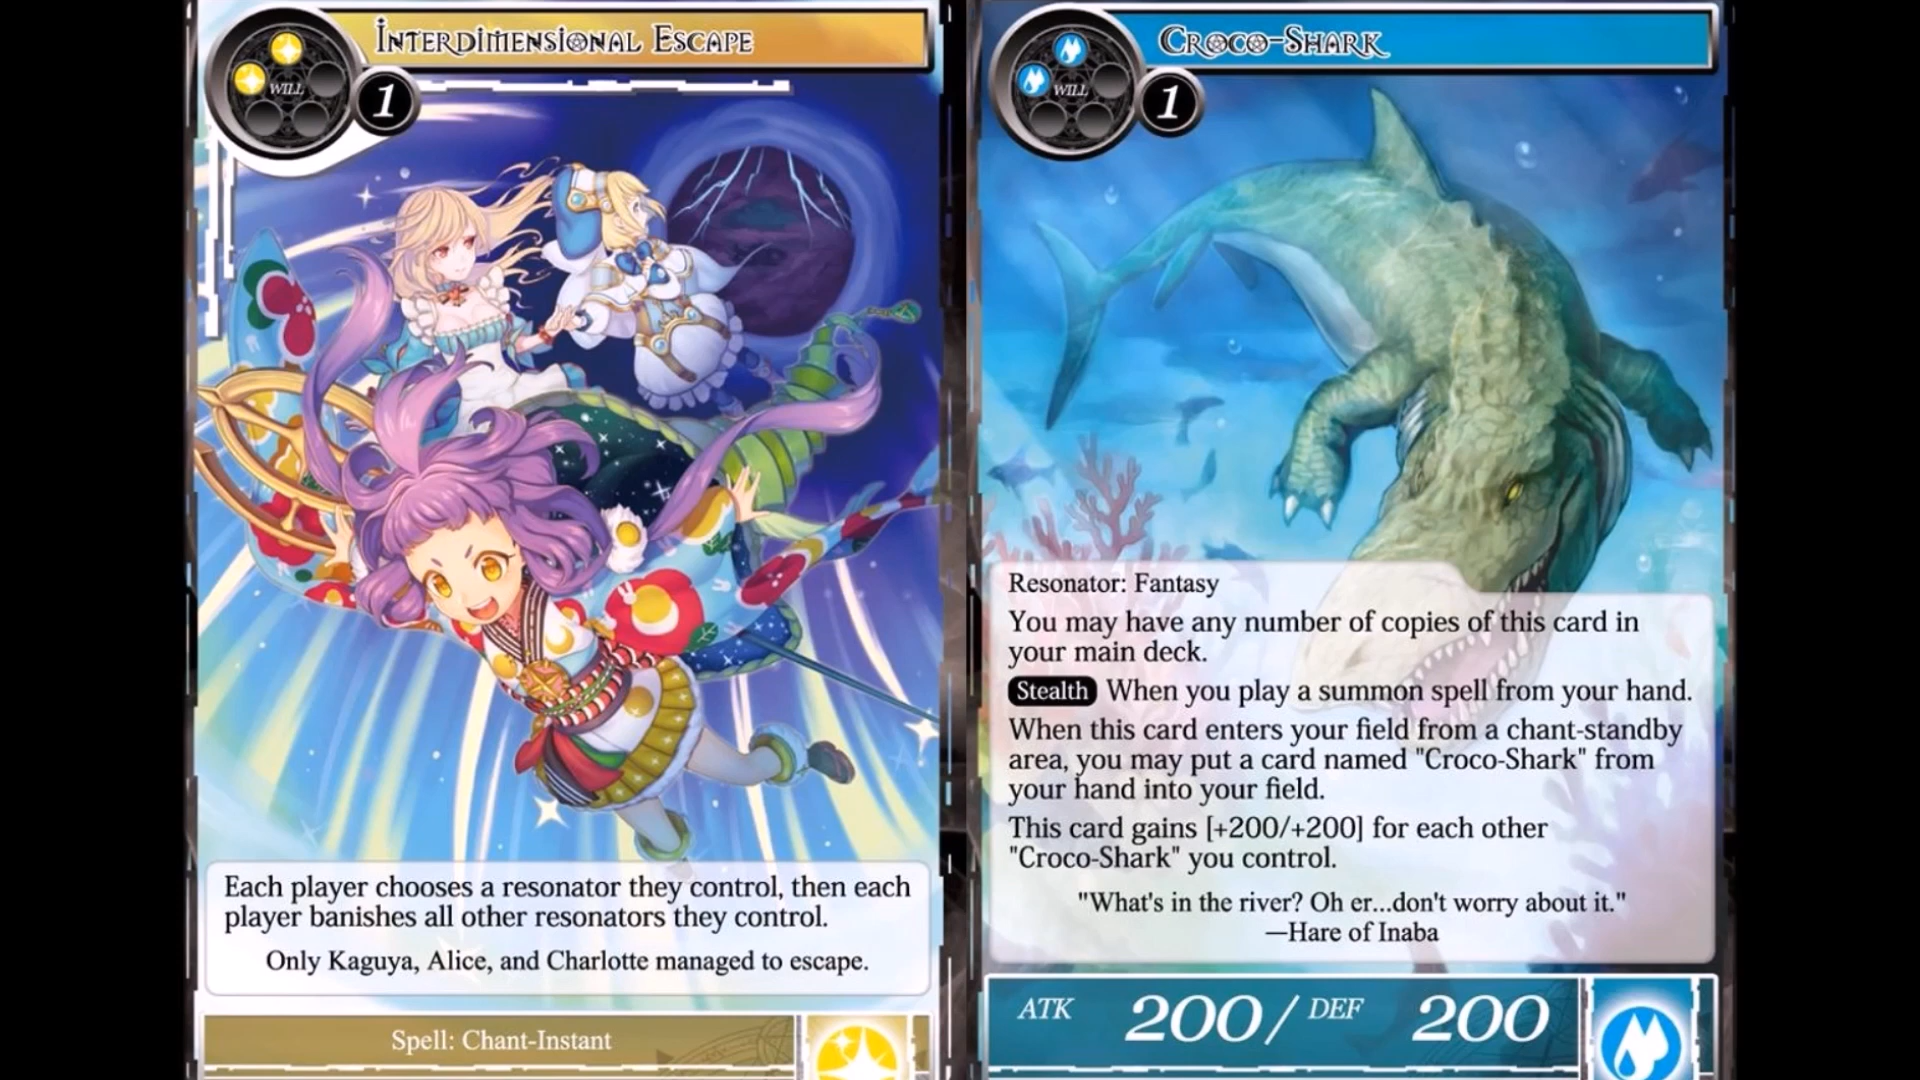 Interdimensional Escape
WILL
1
Each player chooses a resonator they control, then each
player banishes all other resonators they control.
Only Kaguya, Alice, and Charlotte managed to escape.
Spell: Chant-Instant
Croco-Shark
WILL
1
Resonator: Fantasy
You may have any number of copies of this card in
your main deck.
Stealth When you play a summon spell from your hand.
When this card enters your field from a chant-standby
area, you may put a card named "Croco-Shark" from
your hand into your field.
This card gains [+200/+200] for each other
"Croco-Shark" you control.
"What's in the river? Oh er...don't worry about it."
—Hare of Inaba
ATK 200 / DEF 200